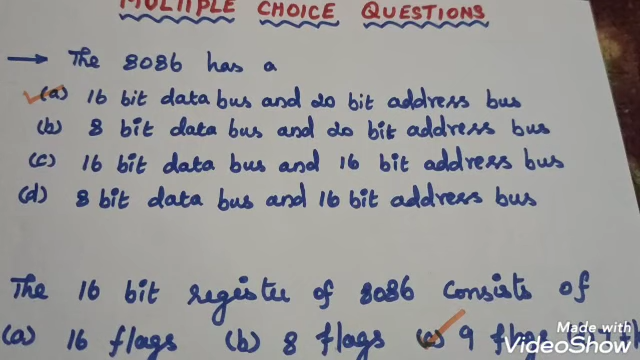 MULTIPLE CHOICE QUESTIONS
→ The 8086 has a
(a) 16 bit data bus and 20 bit address bus
(b) 8 bit data bus and 20 bit address bus
(c) 16 bit data bus and 16 bit address bus
(d) 8 bit data bus and 16 bit address bus
The 16 bit register of 8086 consists of
(a) 16 flags (b) 8 flags (c) 9 flags
Made with
VideoShow